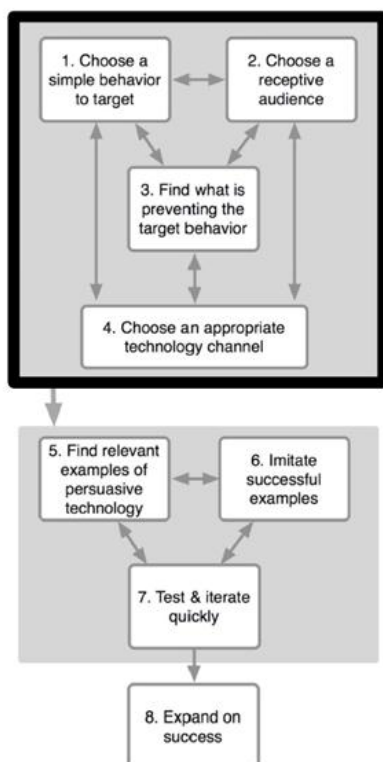 1. Choose a
simple behavior
to target
2. Choose a
receptive
audience
3. Find what is
preventing the
target behavior
4. Choose an appropriate
technology channel
5. Find relevant
examples of
persuasive
technology
6. Imitate
successful
examples
7. Test & iterate
quickly
8. Expand on
success